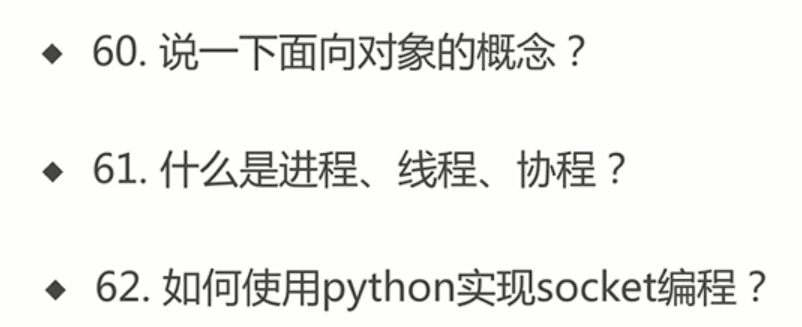 ◆ 60. 说一下面向对象的概念？
◆ 61. 什么是进程、线程、协程？
◆ 62. 如何使用python实现socket编程？